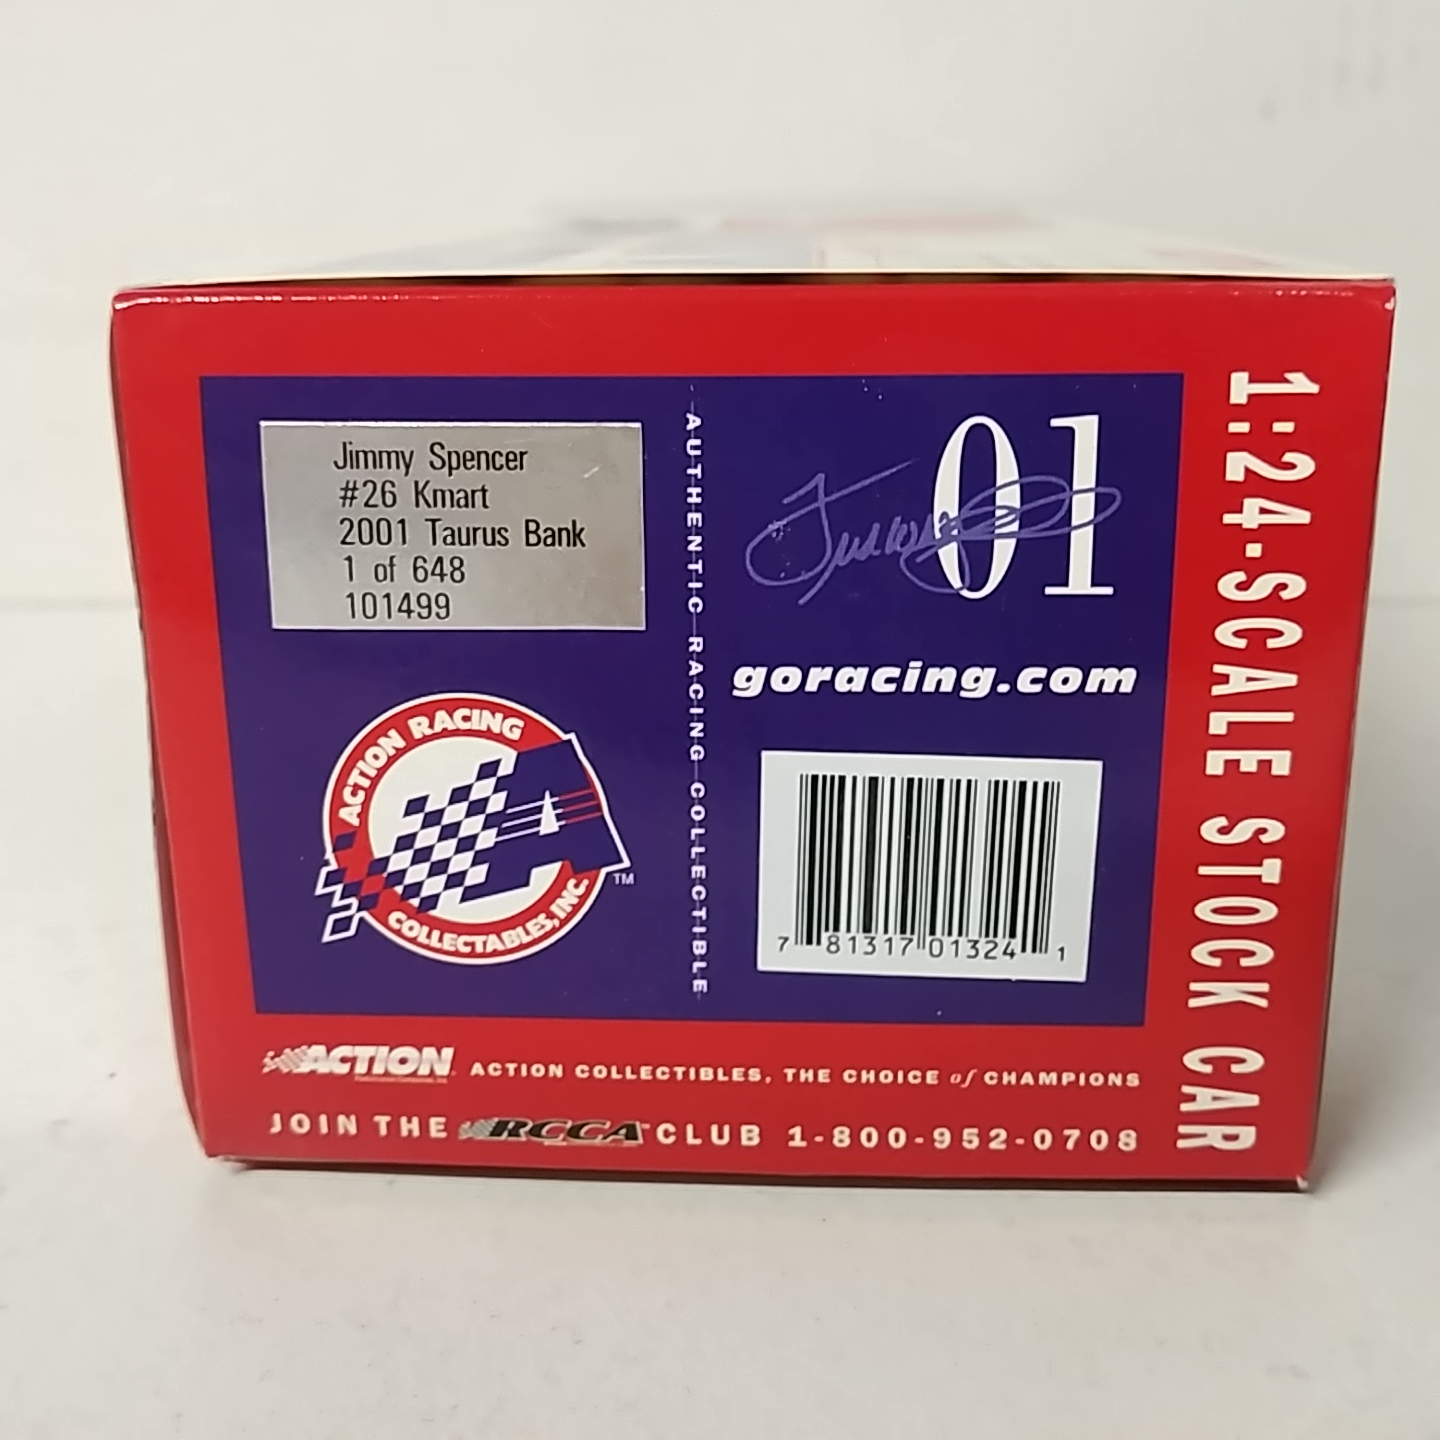 Jimmy Spencer
#26 Kmart
2001 Taurus Bank
1 of 648
101499
AUTHENTIC RACING COLLECTIBLE
01
goracing.com
ACTION RACING
COLLECTABLES, INC.
TM
7 81317 01324 1
1:24-SCALE STOCK CAR
ACTION ACTION COLLECTIBLES, THE CHOICE of CHAMPIONS
JOIN THE RCCA CLUB 1-800-952-0708